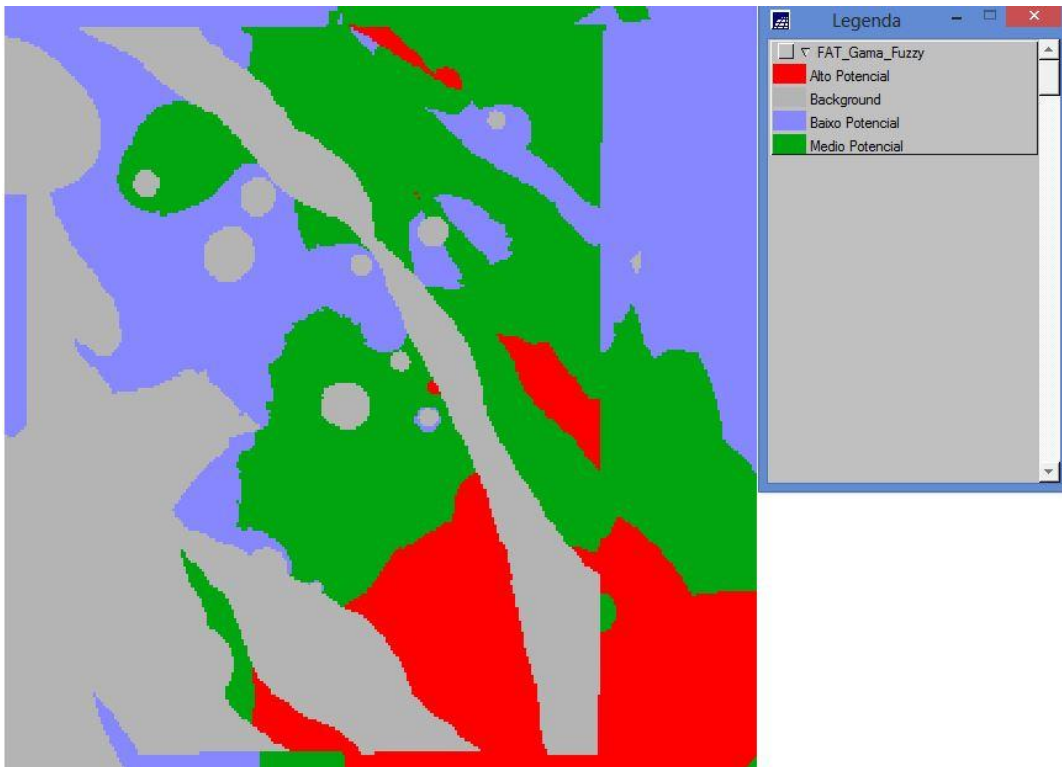 Legenda
FAT_Gama_Fuzzy
Alto Potencial
Background
Baixo Potencial
Medio Potencial